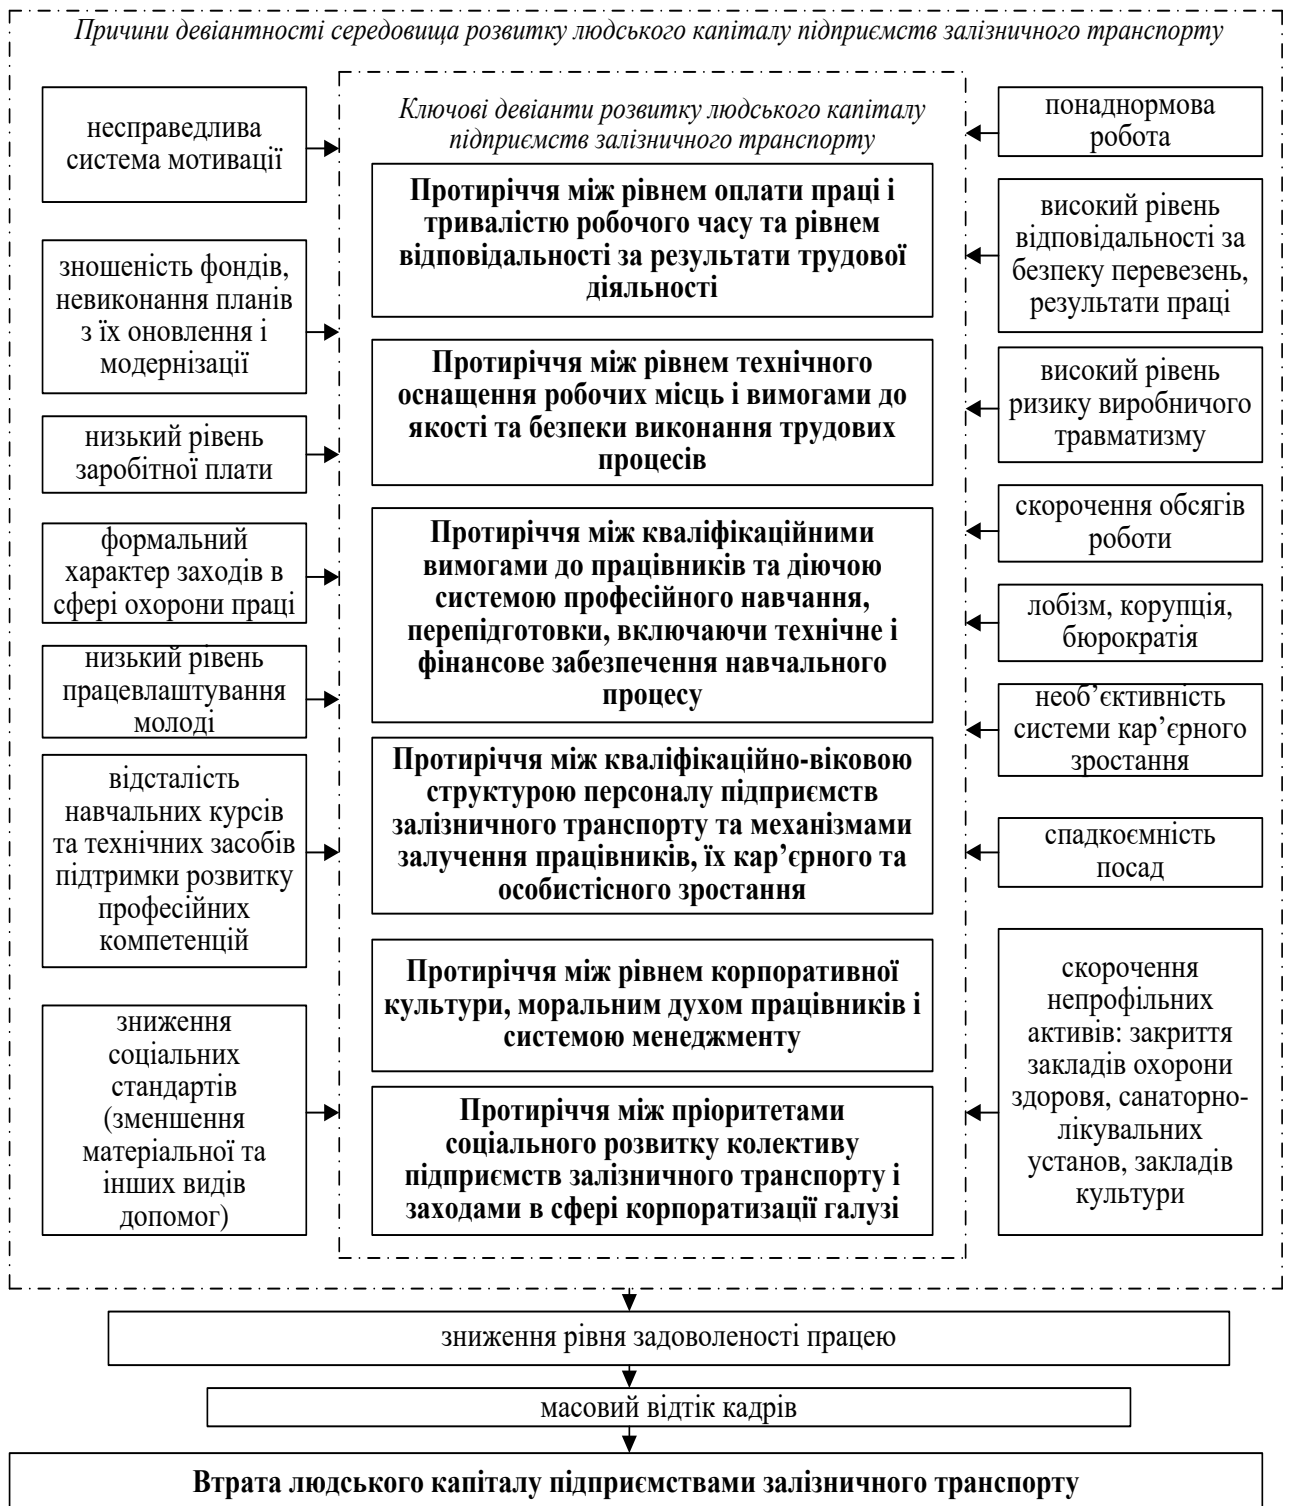 Причини девіантності середовища розвитку людського капіталу підприємств залізничного транспорту
несправедлива
система мотивації
зношеність фондів,
невиконання планів
з їх оновлення і
модернізації
низький рівень
заробітної плати
формальний
характер заходів в
сфері охорони праці
низький рівень
працевлаштування
молоді
відсталість
навчальних курсів
та технічних засобів
підтримки розвитку
професійних
компетенцій
зниження
соціальних
стандартів
(зменшення
матеріальної та
інших видів
допомог)
Ключові девіанти розвитку людського капіталу
підприємств залізничного транспорту
Протиріччя між рівнем оплати праці і
тривалістю робочого часу та рівнем
відповідальності за результати трудової
діяльності
Протиріччя між рівнем технічного
оснащення робочих місць і вимогами до
якості та безпеки виконання трудових
процесів
Протиріччя між кваліфікаційними
вимогами до працівників та діючою
системою професійного навчання,
перепідготовки, включаючи технічне і
фінансове забезпечення навчального
процесу
Протиріччя між кваліфікаційно-віковою
структурою персоналу підприємств
залізничного транспорту та механізмами
залучення працівників, їх кар’єрного та
особистісного зростання
Протиріччя між рівнем корпоративної
культури, моральним духом працівників і
системою менеджменту
Протиріччя між пріоритетами
соціального розвитку колективу
підприємств залізничного транспорту і
заходами в сфері корпоратизації галузі
понаднормова
робота
високий рівень
відповідальності за
безпеку перевезень,
результати праці
високий рівень
ризику виробничого
травматизму
скорочення обсягів
роботи
лобізм, корупція,
бюрократія
необ’єктивність
системи кар’єрного
зростання
спадкоємність
посад
скорочення
непрофільних
активів: закриття
закладів охорони
здоровя, санаторно-
лікувальних
установ, закладів
культури
зниження рівня задоволеності працею
масовий відтік кадрів
Втрата людського капіталу підприємствами залізничного транспорту